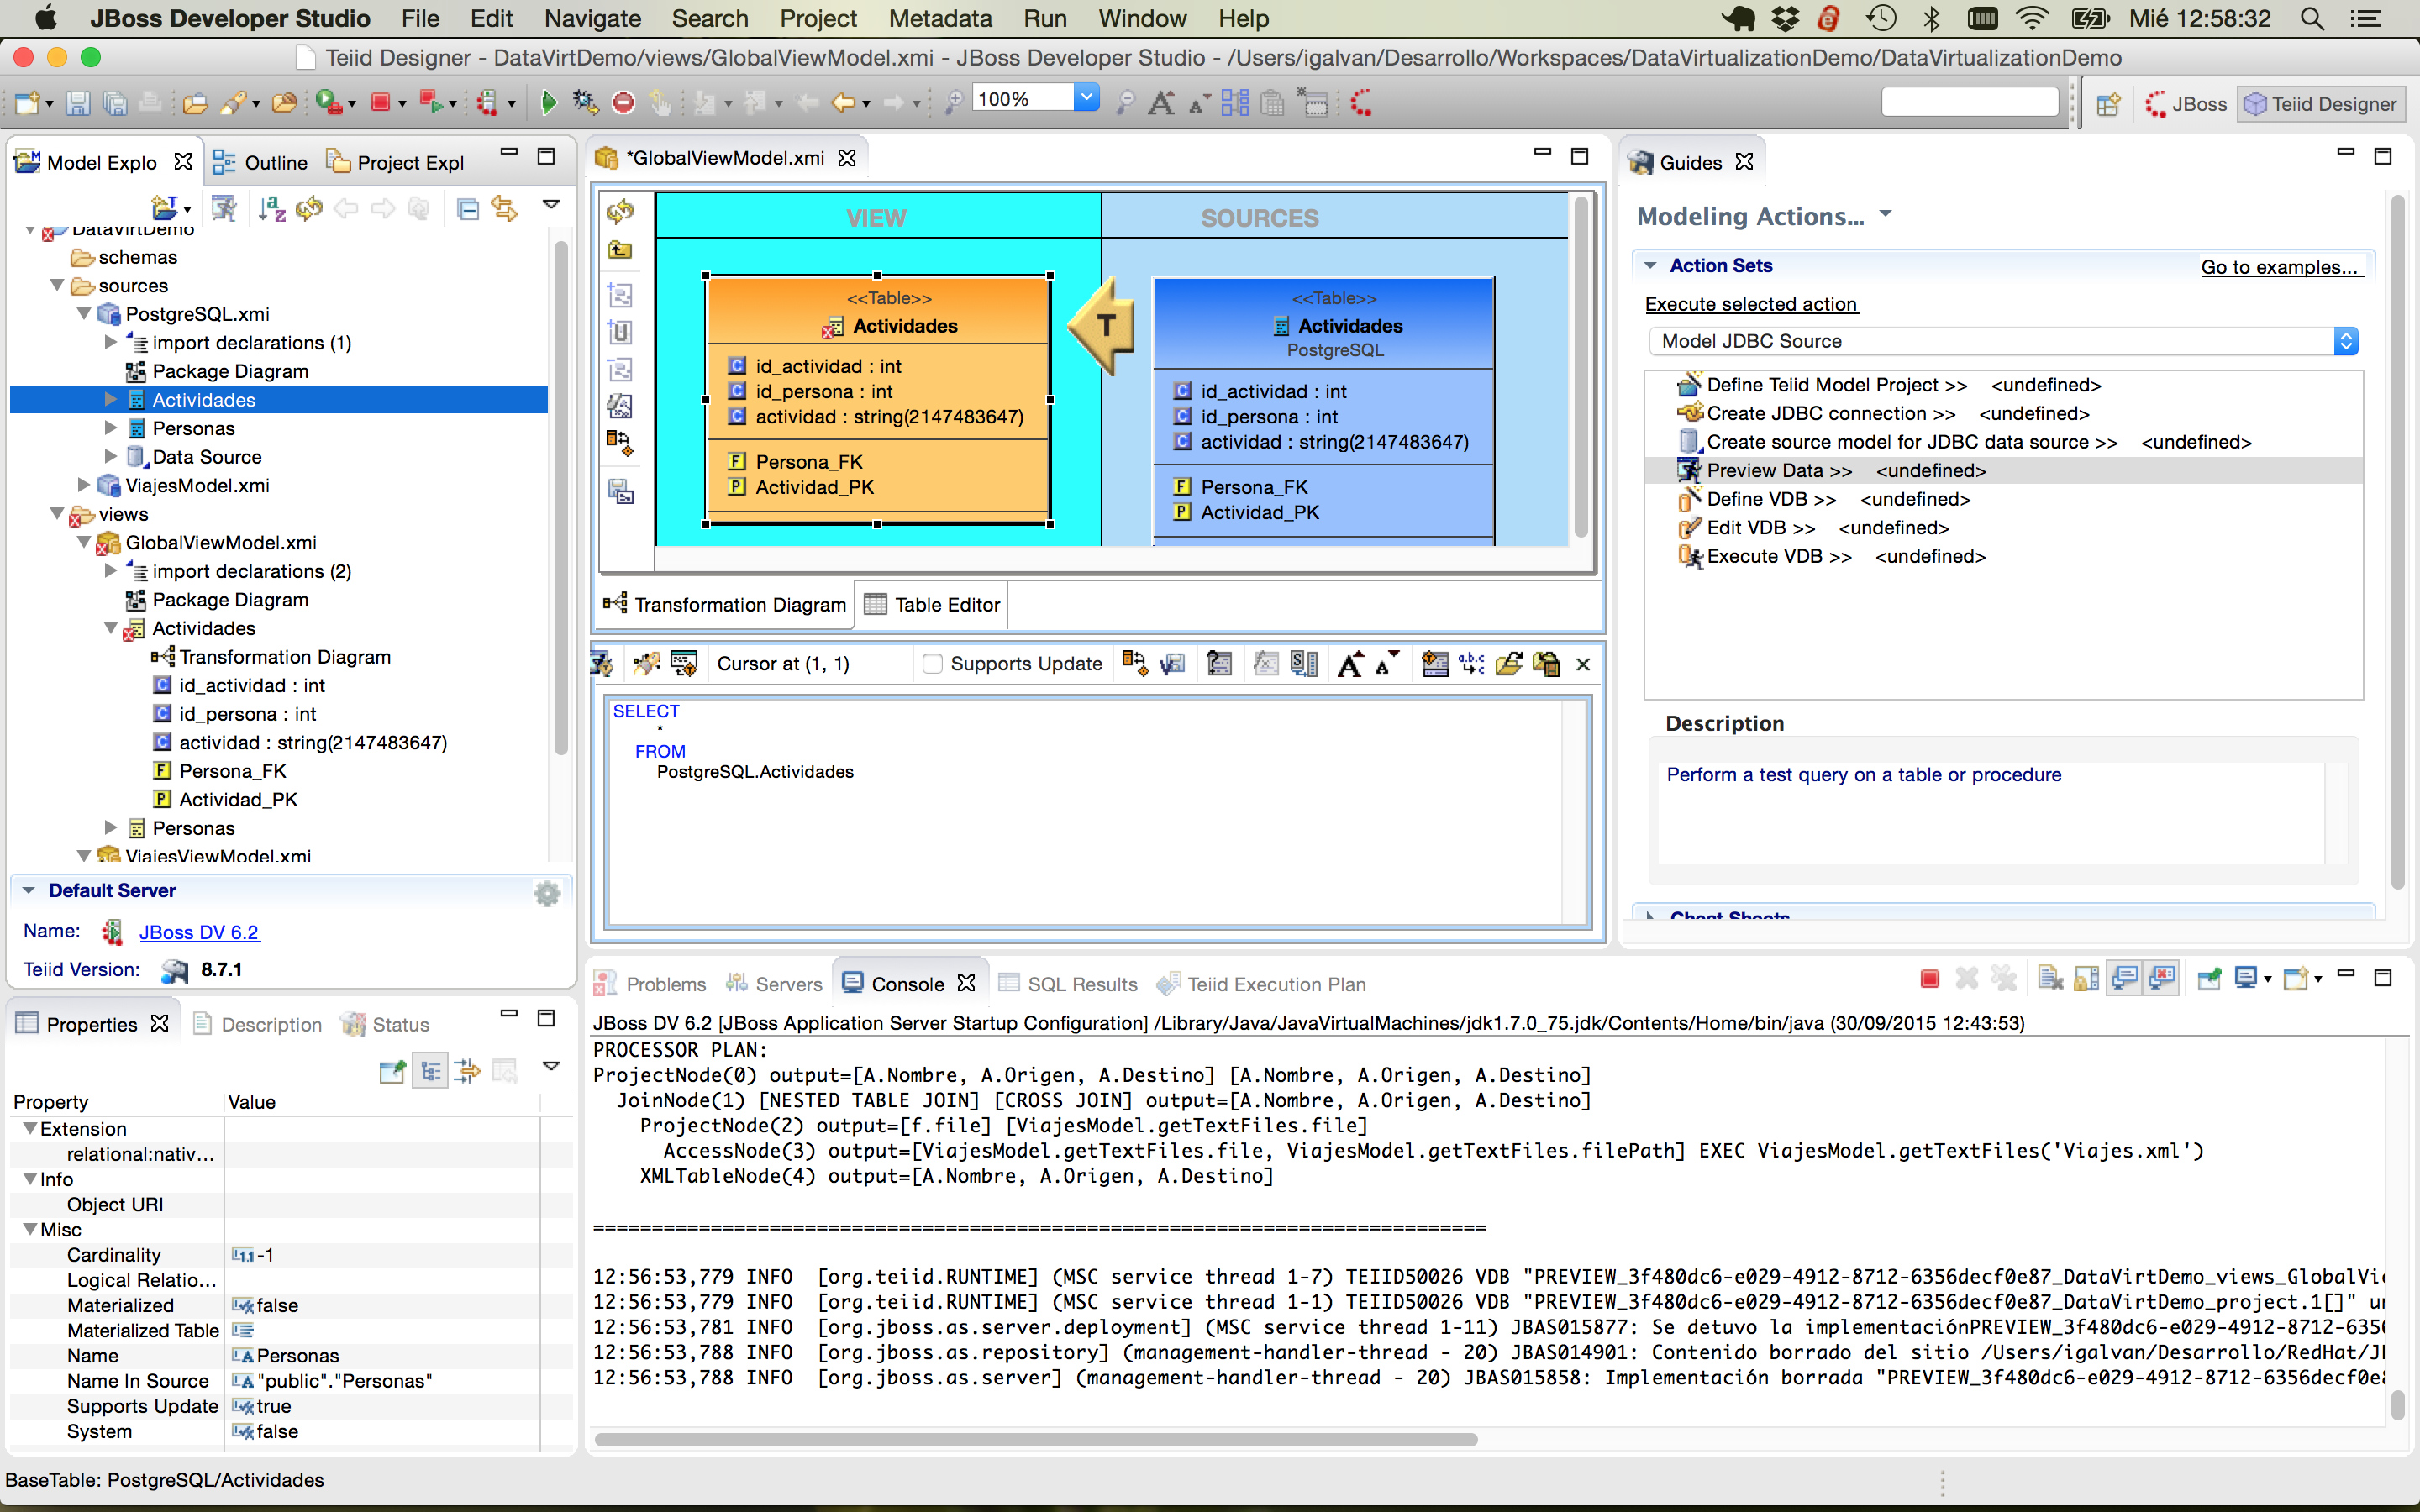 JBoss Developer Studio File Edit Navigate Search Project Metadata Run Window Help Mié 12:58:32
Teiid Designer - DataVirtDemo/views/GlobalViewModel.xmi - JBoss Developer Studio - /Users/igalvan/Desarrollo/Workspaces/DataVirtualizationDemo/DataVirtualizationDemo
100% JBoss Teiid Designer
Model Explo Outline Project Expl
DataVirtDemo
schemas
sources
PostgreSQL.xmi
import declarations (1)
Package Diagram
Actividades
Personas
Data Source
ViajesModel.xmi
views
GlobalViewModel.xmi
import declarations (2)
Package Diagram
Actividades
Transformation Diagram
id_actividad : int
id_persona : int
actividad : string(2147483647)
Persona_FK
Actividad_PK
Personas
ViajesViewModel.xmi
Default Server
Name: JBoss DV 6.2
Teiid Version: 8.7.1
Properties Description Status
Property Value
Extension
relational:nativ...
Info
Object URI
Misc
Cardinality -1
Logical Relatio...
Materialized false
Materialized Table
Name Personas
Name In Source "public"."Personas"
Supports Update true
System false
BaseTable: PostgreSQL/Actividades
*GlobalViewModel.xmi
VIEW SOURCES
<<Table>>
Actividades
id_actividad : int
id_persona : int
actividad : string(2147483647)
Persona_FK
Actividad_PK
T
<<Table>>
Actividades
PostgreSQL
id_actividad : int
id_persona : int
actividad : string(2147483647)
Persona_FK
Actividad_PK
Transformation Diagram Table Editor
Cursor at (1, 1) Supports Update
SELECT
*
FROM
PostgreSQL.Actividades
Guides
Modeling Actions...
Action Sets
Go to examples...
Execute selected action
Model JDBC Source
Define Teiid Model Project >> <undefined>
Create JDBC connection >> <undefined>
Create source model for JDBC data source >> <undefined>
Preview Data >> <undefined>
Define VDB >> <undefined>
Edit VDB >> <undefined>
Execute VDB >> <undefined>
Description
Perform a test query on a table or procedure
Cheat Sheets
Problems Servers Console SQL Results Teiid Execution Plan
JBoss DV 6.2 [JBoss Application Server Startup Configuration] /Library/Java/JavaVirtualMachines/jdk1.7.0_75.jdk/Contents/Home/bin/java (30/09/2015 12:43:53)
PROCESSOR PLAN:
ProjectNode(0) output=[A.Nombre, A.Origen, A.Destino] [A.Nombre, A.Origen, A.Destino]
JoinNode(1) [NESTED TABLE JOIN] [CROSS JOIN] output=[A.Nombre, A.Origen, A.Destino]
ProjectNode(2) output=[f.file] [ViajesModel.getTextFiles.file]
AccessNode(3) output=[ViajesModel.getTextFiles.file, ViajesModel.getTextFiles.filePath] EXEC ViajesModel.getTextFiles('Viajes.xml')
XMLTableNode(4) output=[A.Nombre, A.Origen, A.Destino]
============================================================================
12:56:53,779 INFO [org.teiid.RUNTIME] (MSC service thread 1-7) TEIID50026 VDB "PREVIEW_3f480dc6-e029-4912-8712-6356decf0e87_DataVirtDemo_views_GlobalVi
12:56:53,779 INFO [org.teiid.RUNTIME] (MSC service thread 1-1) TEIID50026 VDB "PREVIEW_3f480dc6-e029-4912-8712-6356decf0e87_DataVirtDemo_project.1[]" u
12:56:53,781 INFO [org.jboss.as.server.deployment] (MSC service thread 1-11) JBAS015877: Se detuvo la implementaciónPREVIEW_3f480dc6-e029-4912-8712-635
12:56:53,788 INFO [org.jboss.as.repository] (management-handler-thread - 20) JBAS014901: Contenido borrado del sitio /Users/igalvan/Desarrollo/RedHat/J
12:56:53,788 INFO [org.jboss.as.server] (management-handler-thread - 20) JBAS015858: Implementación borrada "PREVIEW_3f480dc6-e029-4912-8712-6356decf0e